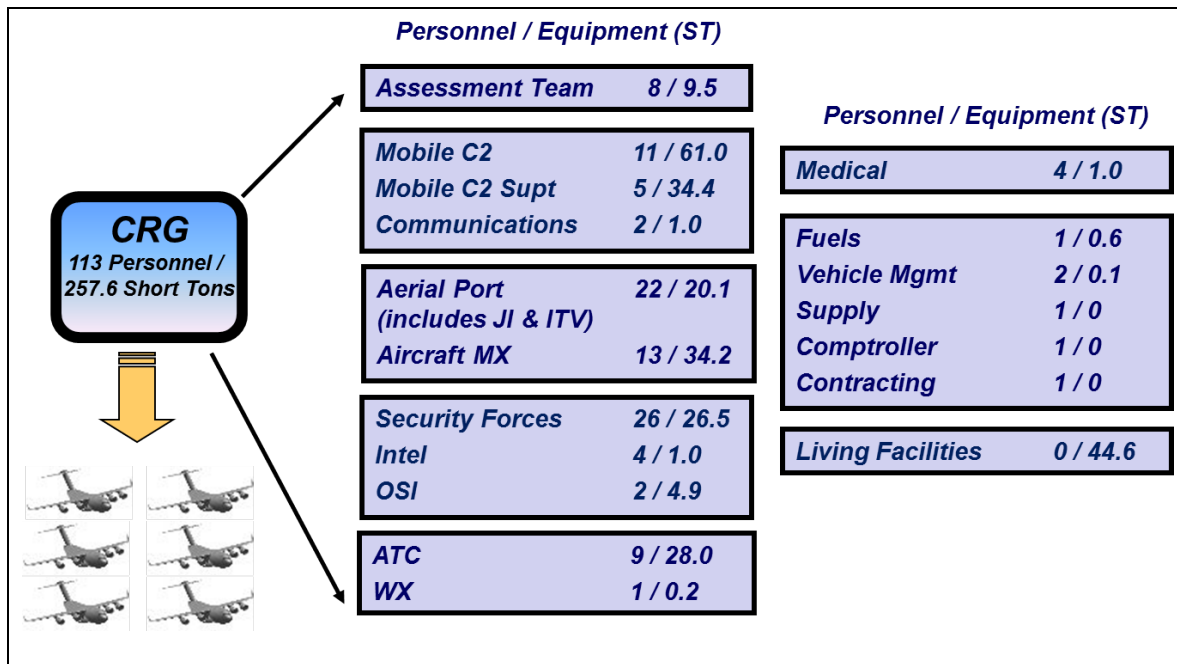 Personnel / Equipment (ST)
Assessment Team 8 / 9.5
Mobile C2 11 / 61.0
Mobile C2 Supt 5 / 34.4
Communications 2 / 1.0
Aerial Port 22 / 20.1
(includes JI & ITV)
Aircraft MX 13 / 34.2
Security Forces 26 / 26.5
Intel 4 / 1.0
OSI 2 / 4.9
ATC 9 / 28.0
WX 1 / 0.2
CRG
113 Personnel /
257.6 Short Tons
Personnel / Equipment (ST)
Medical 4 / 1.0
Fuels 1 / 0.6
Vehicle Mgmt 2 / 0.1
Supply 1 / 0
Comptroller 1 / 0
Contracting 1 / 0
Living Facilities 0 / 44.6